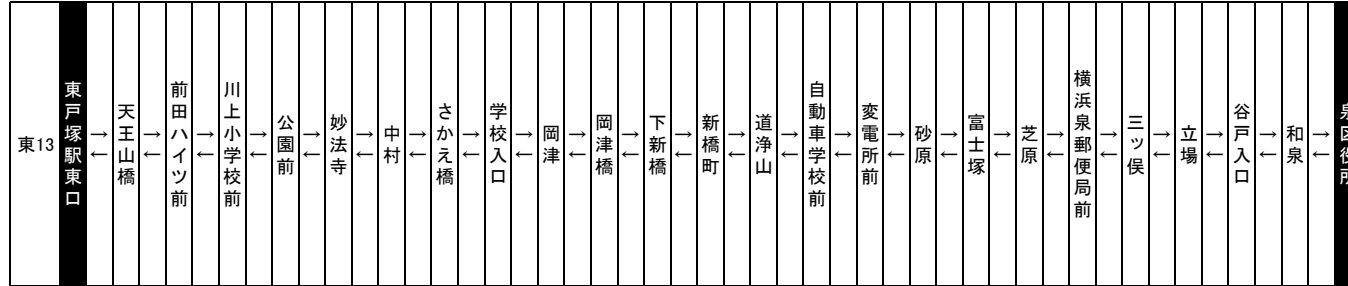 東13
東戸塚駅東口
→
←
天王山橋
→
←
前田ハイツ前
→
←
川上小学校前
→
←
公園前
→
←
妙法寺
→
←
中村
→
←
さかえ橋
→
←
学校入口
→
←
岡津
→
←
岡津橋
→
←
下新橋
→
←
新橋町
→
←
道浄山
→
←
自動車学校前
→
←
変電所前
→
←
砂原
→
←
富士塚
→
←
芝原
→
←
横浜泉郵便局前
→
←
三ッ俣
→
←
立場
→
←
谷戸入口
→
←
和泉
→
←
泉区役所